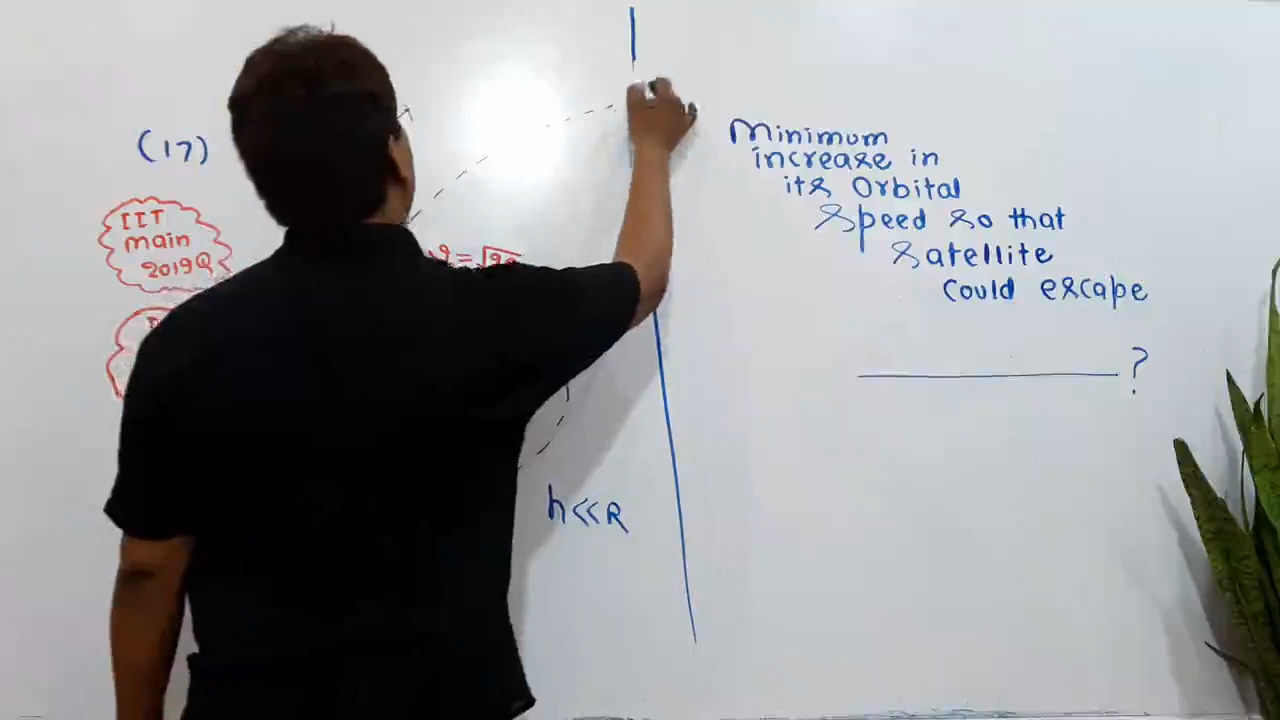 (17)
IIT
main
2019Q
h<<R
Minimum
increase in
its Orbital
speed so that
satellite
could escape
?